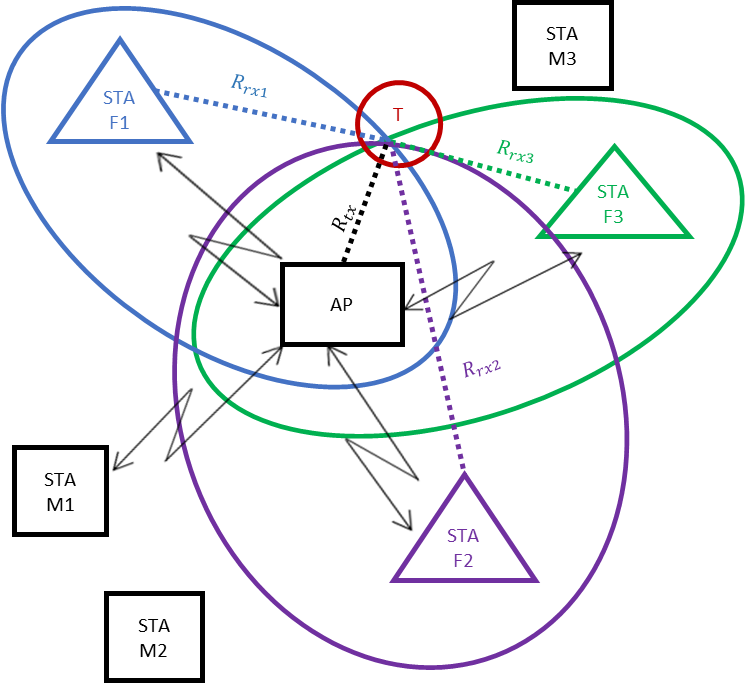 STA
M3
STA
F1
R_rx1
T
R_rx3
STA
F3
R_tx
AP
R_rx2
STA
M1
STA
F2
STA
M2